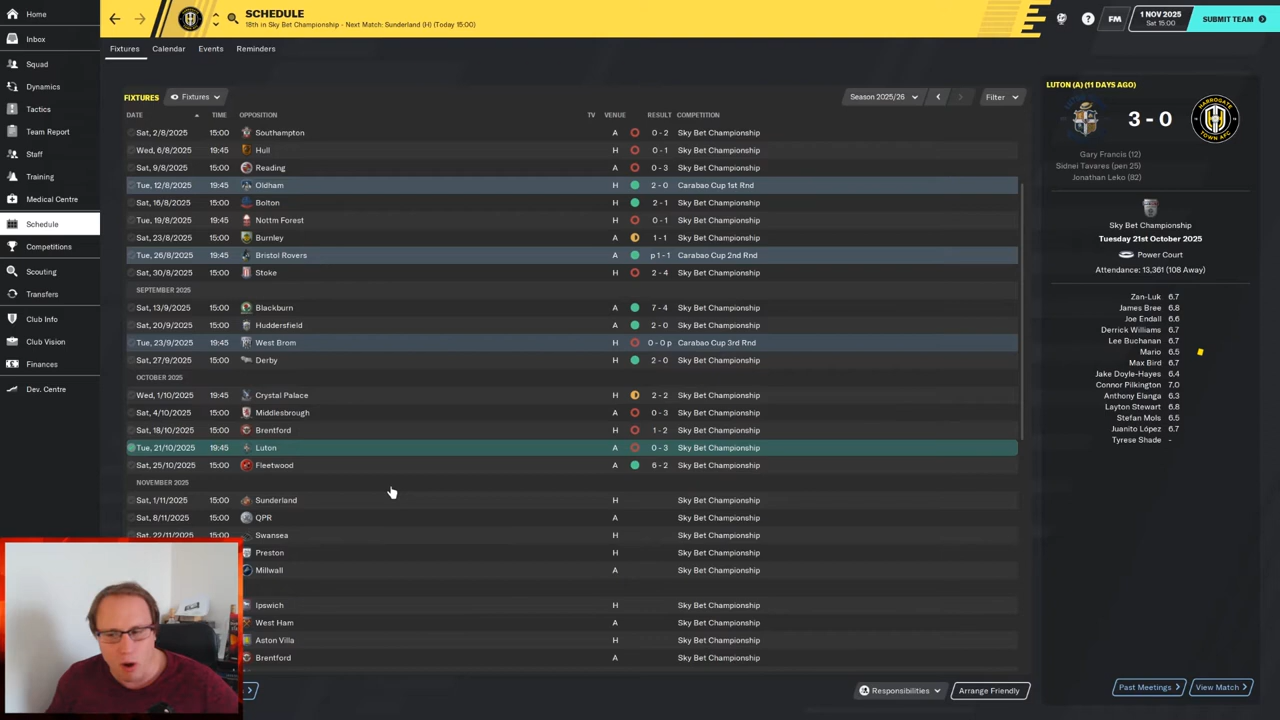 Home
Inbox
Squad
Dynamics
Tactics
Team Report
Staff
Training
Medical Centre
Schedule
Competitions
Scouting
Transfers
Club Info
Club Vision
Finances
Dev. Centre
SCHEDULE
18th in Sky Bet Championship - Next Match: Sunderland (H) (Today 15:00)
FM
1 NOV 2025
Sat 15:00
SUBMIT TEAM
Fixtures Calendar Events Reminders
FIXTURES Fixtures Season 2025/26 Filter
DATE TIME OPPOSITION TV VENUE RESULT COMPETITION
Sat, 2/8/2025 15:00 Southampton A 0 - 2 Sky Bet Championship
Wed, 6/8/2025 19:45 Hull H 0 - 1 Sky Bet Championship
Sat, 9/8/2025 15:00 Reading A 0 - 3 Sky Bet Championship
Tue, 12/8/2025 19:45 Oldham H 2 - 0 Carabao Cup 1st Rnd
Sat, 16/8/2025 15:00 Bolton H 2 - 1 Sky Bet Championship
Tue, 19/8/2025 19:45 Nottm Forest H 0 - 1 Sky Bet Championship
Sat, 23/8/2025 15:00 Burnley A 1 - 1 Sky Bet Championship
Tue, 26/8/2025 19:45 Bristol Rovers A p 1 - 1 Carabao Cup 2nd Rnd
Sat, 30/8/2025 15:00 Stoke H 2 - 4 Sky Bet Championship
SEPTEMBER 2025
Sat, 13/9/2025 15:00 Blackburn A 7 - 4 Sky Bet Championship
Sat, 20/9/2025 15:00 Huddersfield A 2 - 0 Sky Bet Championship
Tue, 23/9/2025 19:45 West Brom H 0 - 0 p Carabao Cup 3rd Rnd
Sat, 27/9/2025 15:00 Derby H 2 - 0 Sky Bet Championship
OCTOBER 2025
Wed, 1/10/2025 19:45 Crystal Palace H 2 - 2 Sky Bet Championship
Sat, 4/10/2025 15:00 Middlesbrough A 0 - 3 Sky Bet Championship
Sat, 18/10/2025 15:00 Brentford H 1 - 2 Sky Bet Championship
Tue, 21/10/2025 19:45 Luton A 0 - 3 Sky Bet Championship
Sat, 25/10/2025 15:00 Fleetwood A 6 - 2 Sky Bet Championship
NOVEMBER 2025
Sat, 1/11/2025 15:00 Sunderland H Sky Bet Championship
Sat, 8/11/2025 15:00 QPR A Sky Bet Championship
Sat, 22/11/2025 15:00 Swansea H Sky Bet Championship
Preston H Sky Bet Championship
Millwall A Sky Bet Championship
Ipswich H Sky Bet Championship
West Ham A Sky Bet Championship
Aston Villa H Sky Bet Championship
Brentford A Sky Bet Championship
Responsibilities Arrange Friendly
LUTON (A) (11 DAYS AGO)
3 - 0
HARROGATE
TOWN AFC
Gary Francis (12)
Sidnei Tavares (pen 25)
Jonathan Leko (82)
Sky Bet Championship
Tuesday 21st October 2025
Power Court
Attendance: 13,361 (108 Away)
Zan-Luk 6.7
James Bree 6.8
Joe Endall 6.6
Derrick Williams 6.7
Lee Buchanan 6.7
Mario 6.5
Max Bird 6.7
Jake Doyle-Hayes 6.4
Connor Pilkington 7.0
Anthony Elanga 6.3
Layton Stewart 6.8
Stefan Mols 6.5
Juanito López 6.7
Tyrese Shade -
Past Meetings View Match